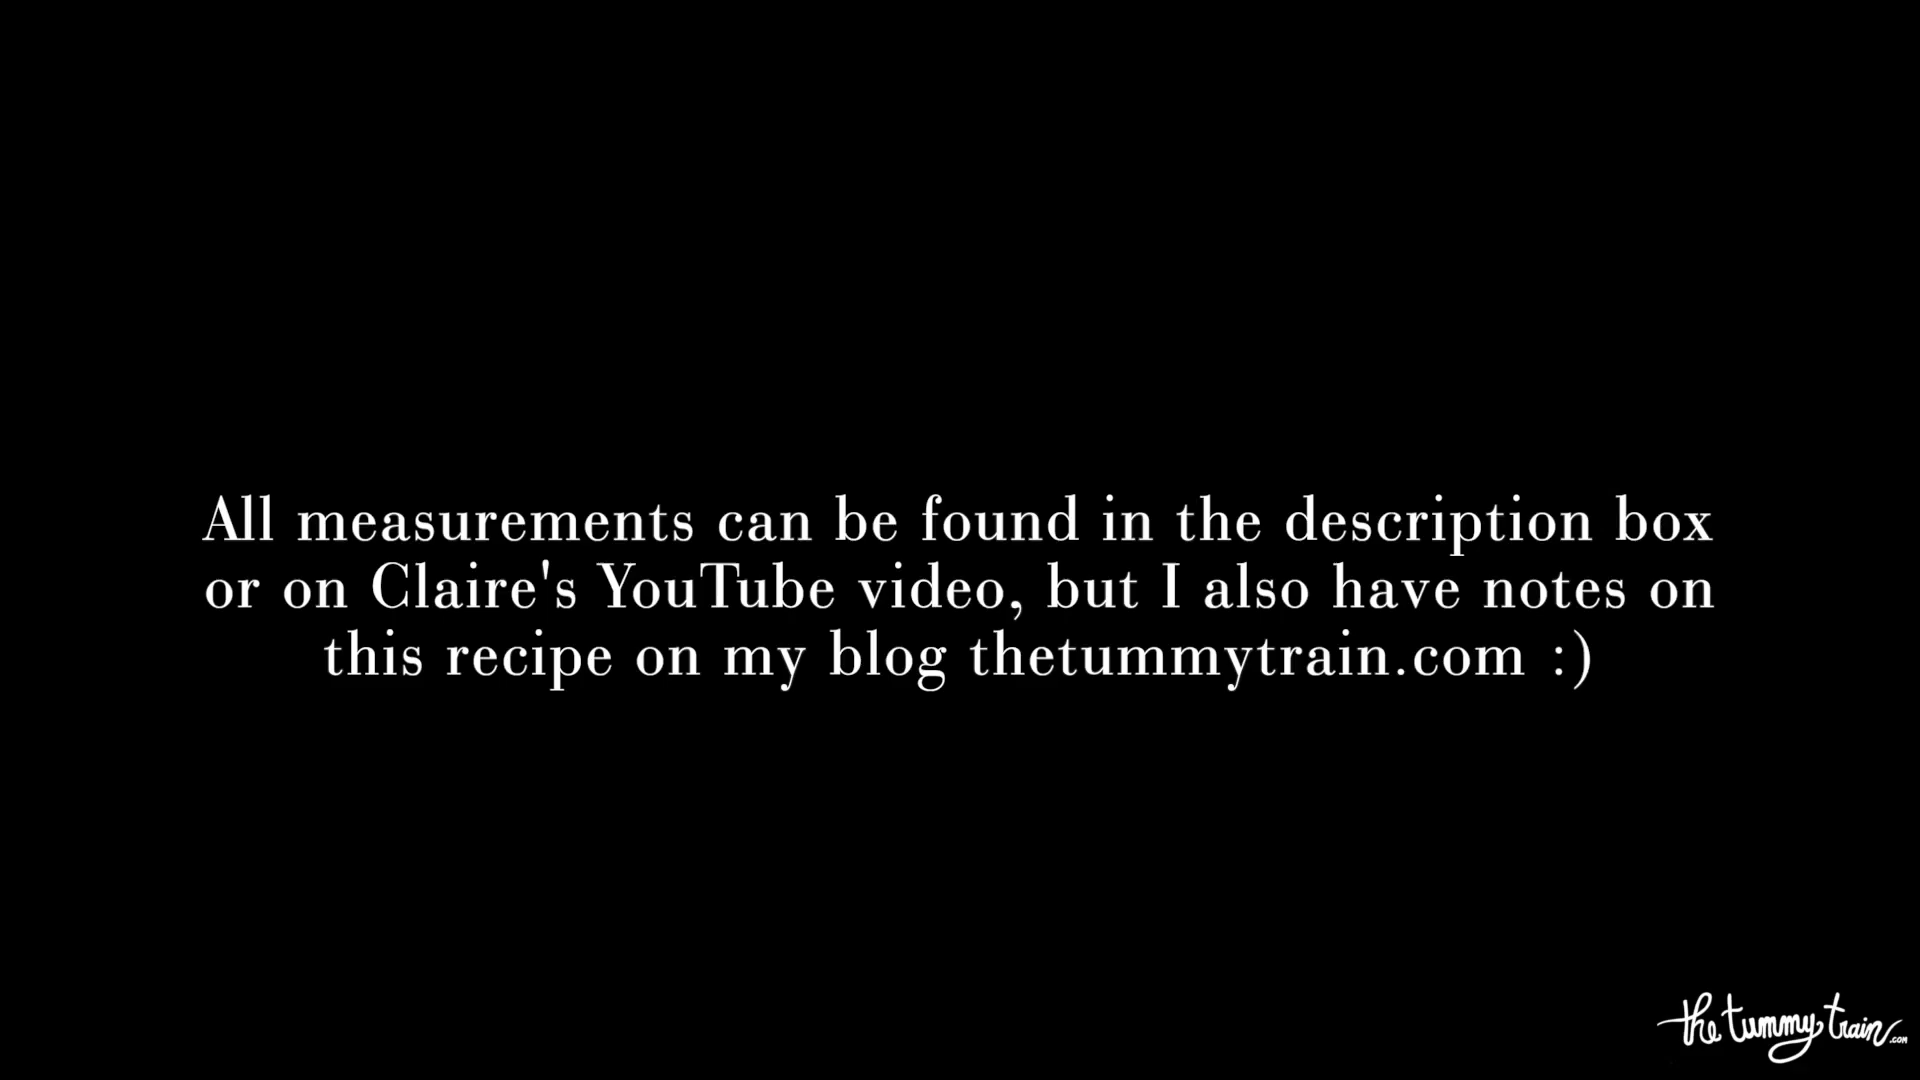 All measurements can be found in the description box
or on Claire's YouTube video, but I also have notes on
this recipe on my blog thetummytrain.com :)
the tummy train.com